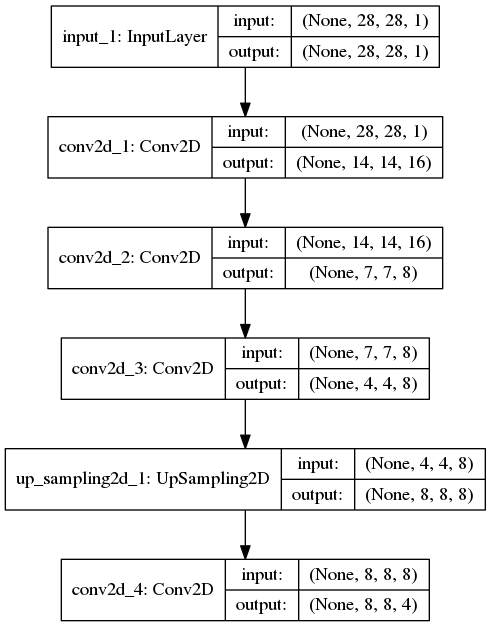 input_1: InputLayer
input: (None, 28, 28, 1)
output: (None, 28, 28, 1)
conv2d_1: Conv2D
input: (None, 28, 28, 1)
output: (None, 14, 14, 16)
conv2d_2: Conv2D
input: (None, 14, 14, 16)
output: (None, 7, 7, 8)
conv2d_3: Conv2D
input: (None, 7, 7, 8)
output: (None, 4, 4, 8)
up_sampling2d_1: UpSampling2D
input: (None, 4, 4, 8)
output: (None, 8, 8, 8)
conv2d_4: Conv2D
input: (None, 8, 8, 8)
output: (None, 8, 8, 4)